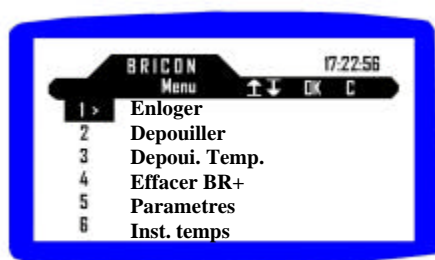 BRICON 17:22:56
Menu OK C
1 > Enloger
2 Depouiller
3 Depoui. Temp.
4 Effacer BR+
5 Parametres
6 Inst. temps